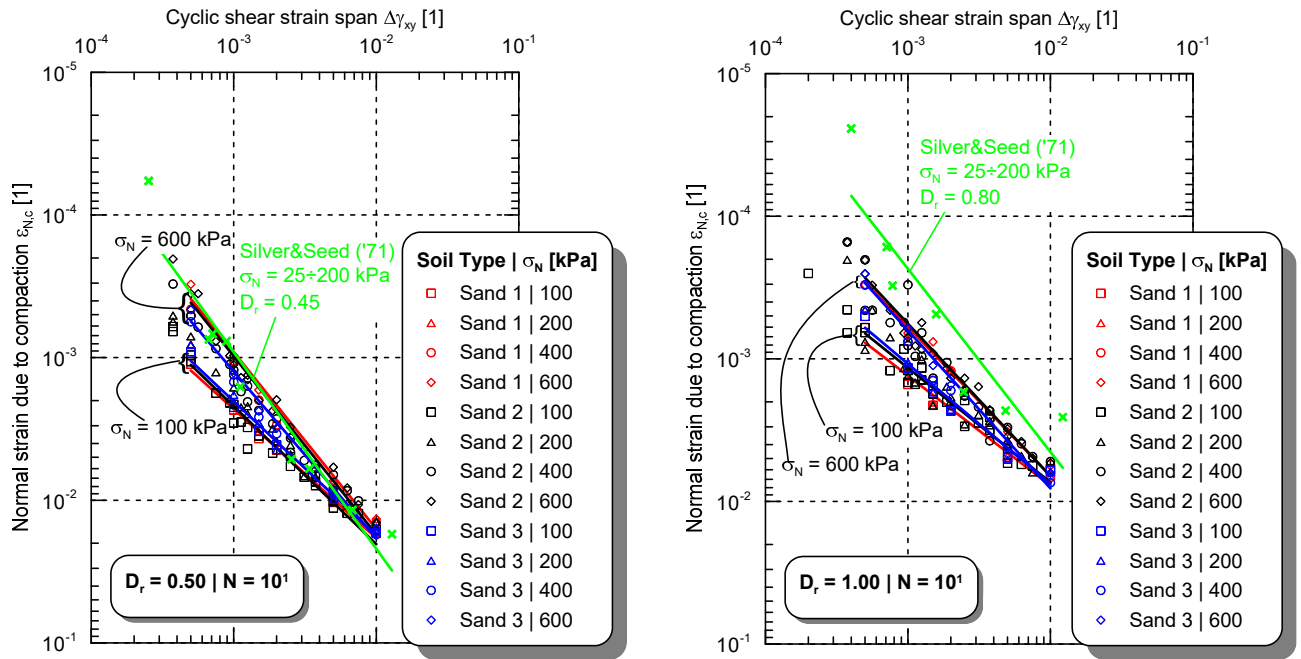 Cyclic shear strain span Δγxy [1]
10-4 10-3 10-2 10-1
10-5
10-4
10-3
10-2
10-1
Normal strain due to compaction εN,c [1]
σN = 600 kPa
Silver&Seed ('71)
σN = 25÷200 kPa
Dr = 0.45
σN = 100 kPa
Dr = 0.50 | N = 10¹
Soil Type | σN [kPa]
Sand 1 | 100
Sand 1 | 200
Sand 1 | 400
Sand 1 | 600
Sand 2 | 100
Sand 2 | 200
Sand 2 | 400
Sand 2 | 600
Sand 3 | 100
Sand 3 | 200
Sand 3 | 400
Sand 3 | 600
Cyclic shear strain span Δγxy [1]
10-4 10-3 10-2 10-1
10-5
10-4
10-3
10-2
10-1
Normal strain due to compaction εN,c [1]
Silver&Seed ('71)
σN = 25÷200 kPa
Dr = 0.80
σN = 100 kPa
σN = 600 kPa
Dr = 1.00 | N = 10¹
Soil Type | σN [kPa]
Sand 1 | 100
Sand 1 | 200
Sand 1 | 400
Sand 1 | 600
Sand 2 | 100
Sand 2 | 200
Sand 2 | 400
Sand 2 | 600
Sand 3 | 100
Sand 3 | 200
Sand 3 | 400
Sand 3 | 600